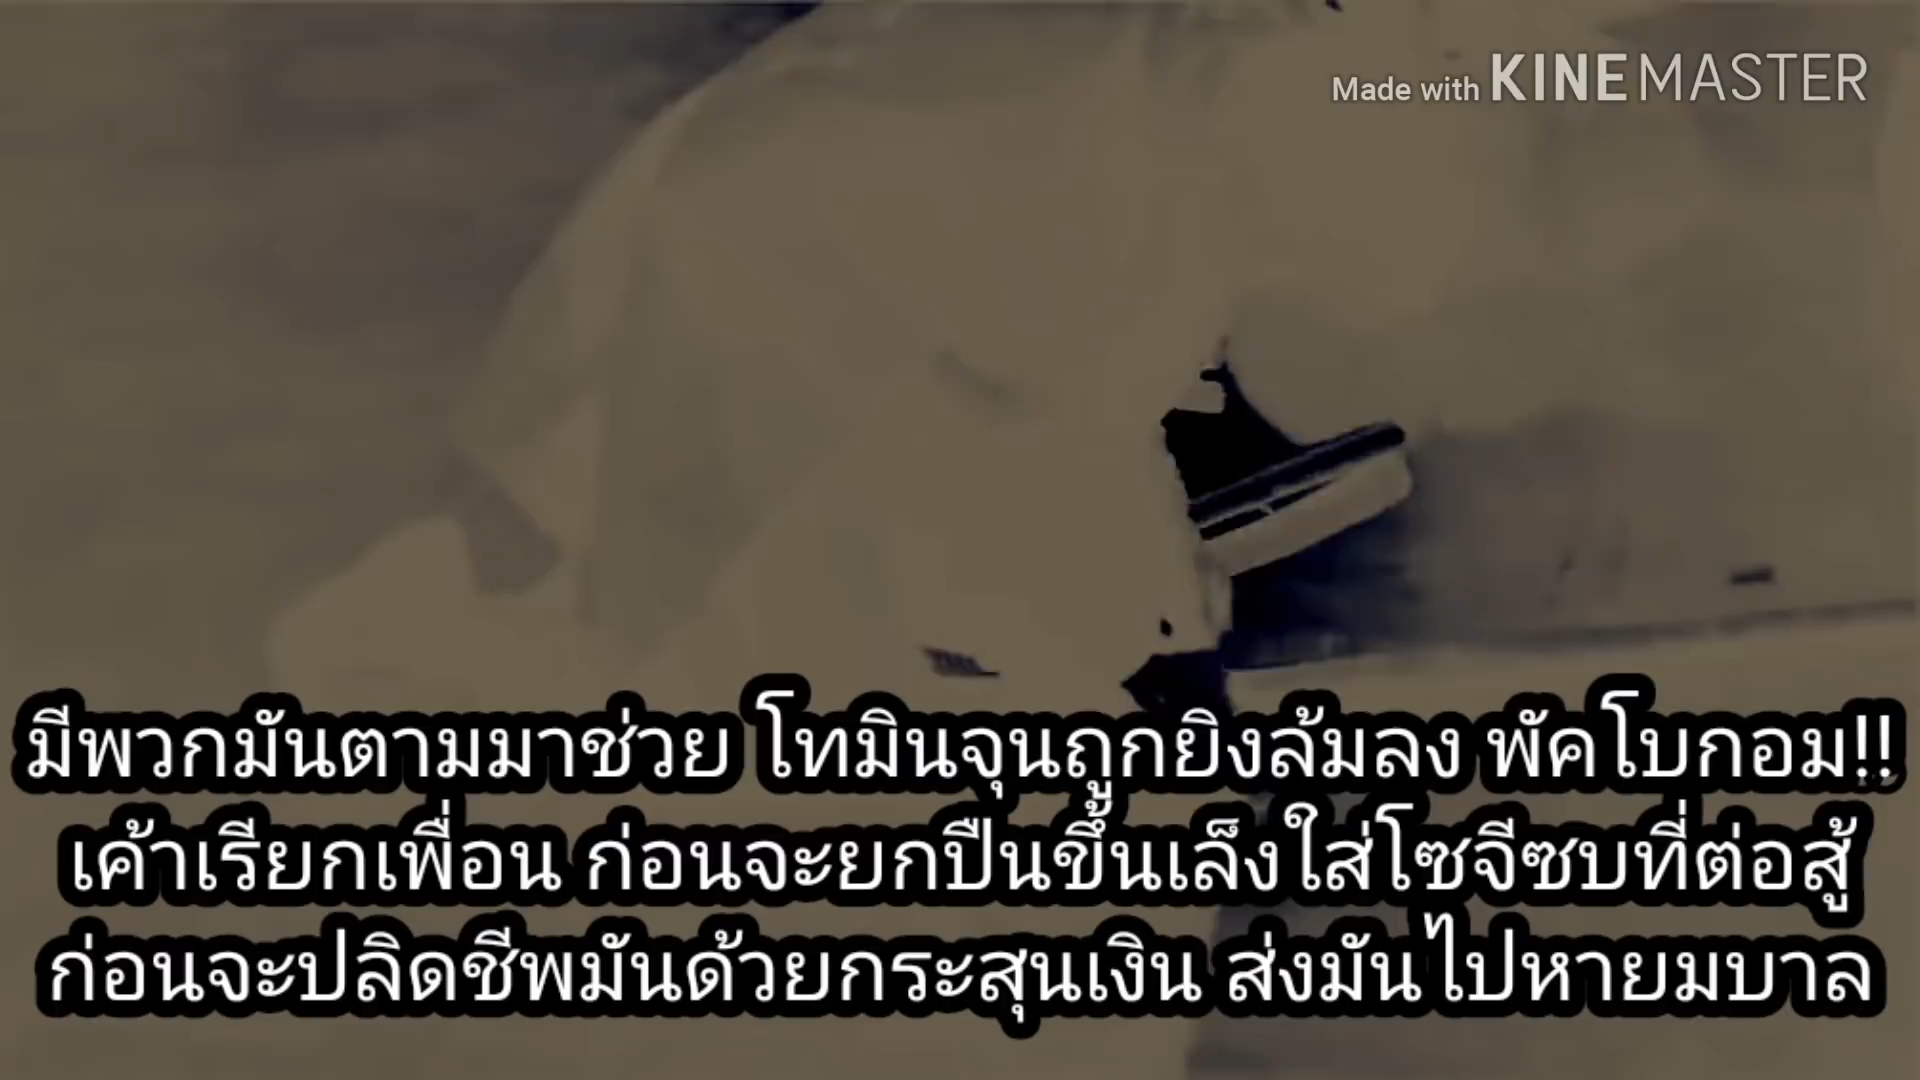 Made with KINEMASTER
มีพวกมันตามมาช่วย โทมินจุนถูกยิงล้มลง พัคโบกอม!!
เค้าเรียกเพื่อน ก่อนจะยกปืนขึ้นเล็งใส่โซจีซบที่ต่อสู้
ก่อนจะปลิดชีพมันด้วยกระสุนเงิน ส่งมันไปหายมบาล